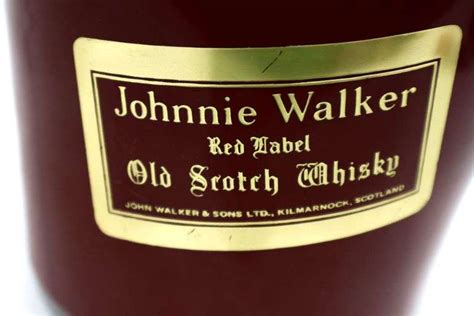 Johnnie Walker
Red Label
Old Scotch Whisky
JOHN WALKER & SONS LTD., KILMARNOCK, SCOTLAND